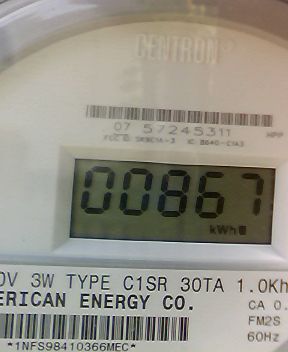 CENTRON
07 57245311
00867
kWh
0V 3W TYPE C1SR 30TA 1.0Kh
ERICAN ENERGY CO.
CA 0.
FM2S
60Hz
*1NFS98410366MEC*